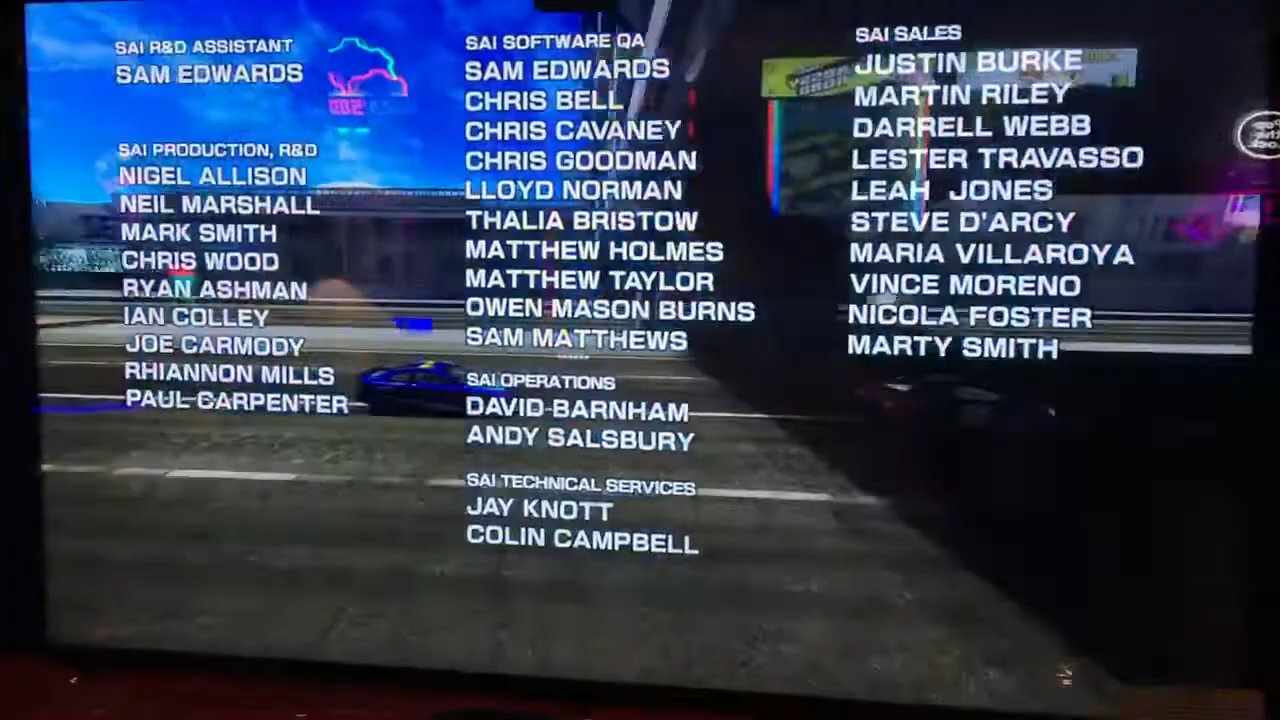 SAI R&D ASSISTANT
SAM EDWARDS
SAI PRODUCTION, R&D
NIGEL ALLISON
NEIL MARSHALL
MARK SMITH
CHRIS WOOD
RYAN ASHMAN
IAN COLLEY
JOE CARMODY
RHIANNON MILLS
PAUL CARPENTER
SAI SOFTWARE QA
SAM EDWARDS
CHRIS BELL
CHRIS CAVANEY
CHRIS GOODMAN
LLOYD NORMAN
THALIA BRISTOW
MATTHEW HOLMES
MATTHEW TAYLOR
OWEN MASON BURNS
SAM MATTHEWS
SAI OPERATIONS
DAVID BARNHAM
ANDY SALSBURY
SAI TECHNICAL SERVICES
JAY KNOTT
COLIN CAMPBELL
SAI SALES
JUSTIN BURKE
MARTIN RILEY
DARRELL WEBB
LESTER TRAVASSO
LEAH JONES
STEVE D'ARCY
MARIA VILLAROYA
VINCE MORENO
NICOLA FOSTER
MARTY SMITH